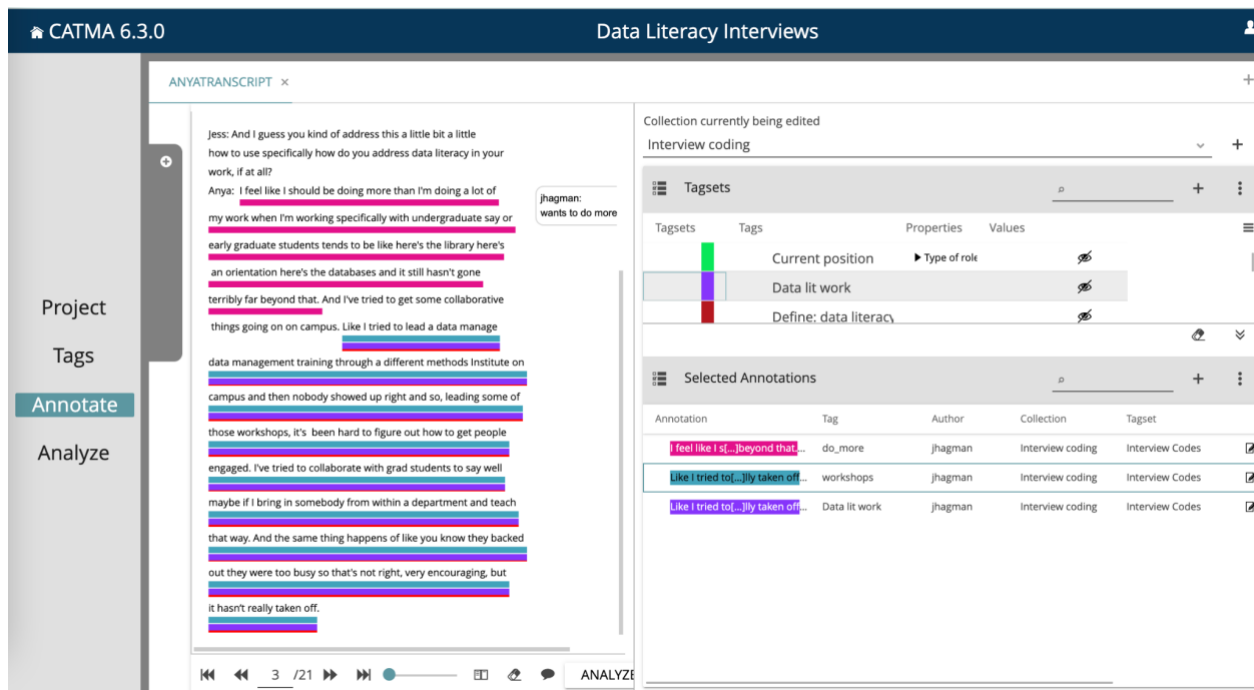 CATMA 6.3.0
Data Literacy Interviews
Project
Tags
Annotate
Analyze
ANYATRANSCRIPT ×
Jess: And I guess you kind of address this a little bit a little
how to use specifically how do you address data literacy in your
work, if at all?
Anya: I feel like I should be doing more than I'm doing a lot of
my work when I'm working specifically with undergraduate say or
early graduate students tends to be like here's the library here's
an orientation here's the databases and it still hasn't gone
terribly far beyond that. And I've tried to get some collaborative
things going on on campus. Like I tried to lead a data manage
data management training through a different methods Institute on
campus and then nobody showed up right and so, leading some of
those workshops, it's been hard to figure out how to get people
engaged. I've tried to collaborate with grad students to say well
maybe if I bring in somebody from within a department and teach
that way. And the same thing happens of like you know they backed
out they were too busy so that's not right, very encouraging, but
it hasn't really taken off.
jhagman:
wants to do more
3 /21
ANALYZE
Collection currently being edited
Interview coding
Tagsets
Tagsets Tags Properties Values
Current position Type of role
Data lit work
Define: data literacy
Selected Annotations
Annotation Tag Author Collection Tagset
I feel like I s[...]beyond that.... do_more jhagman Interview coding Interview Codes
Like I tried to[...]lly taken off... workshops jhagman Interview coding Interview Codes
Like I tried to[...]lly taken off... Data lit work jhagman Interview coding Interview Codes